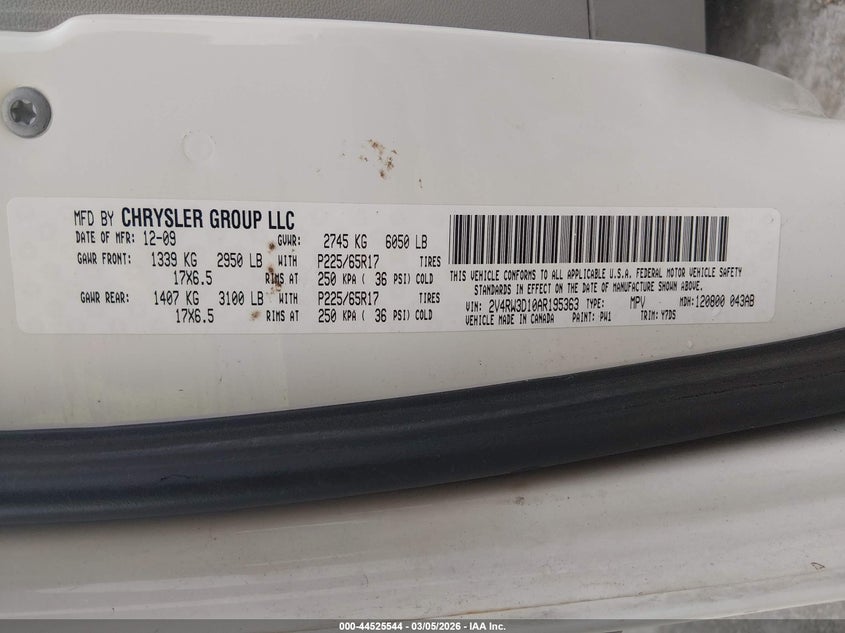 MFD BY CHRYSLER GROUP LLC
DATE OF MFR: 12-09 GVWR: 2745 KG 6050 LB
GAWR FRONT: 1339 KG 2950 LB WITH P225/65R17 TIRES
17X6.5 RIMS AT 250 KPA ( 36 PSI) COLD
GAWR REAR: 1407 KG 3100 LB WITH P225/65R17 TIRES
17X6.5 RIMS AT 250 KPA ( 36 PSI) COLD
THIS VEHICLE CONFORMS TO ALL APPLICABLE U.S.A. FEDERAL MOTOR VEHICLE SAFETY
STANDARDS IN EFFECT ON THE DATE OF MANUFACTURE SHOWN ABOVE.
VIN: 2V4RW3D10AR195363 TYPE: MPV MDH: 120800 043AB
VEHICLE MADE IN CANADA PAINT: PW1 TRIM: Y7DS
000-44525544 — 03/05/2026 — IAA Inc.